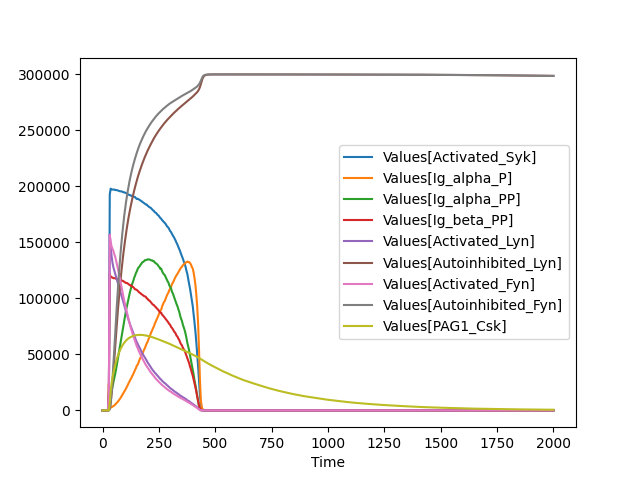 300000
250000
200000
150000
100000
50000
0
Values[Activated_Syk]
Values[Ig_alpha_P]
Values[Ig_alpha_PP]
Values[Ig_beta_PP]
Values[Activated_Lyn]
Values[Autoinhibited_Lyn]
Values[Activated_Fyn]
Values[Autoinhibited_Fyn]
Values[PAG1_Csk]
0 250 500 750 1000 1250 1500 1750 2000
Time